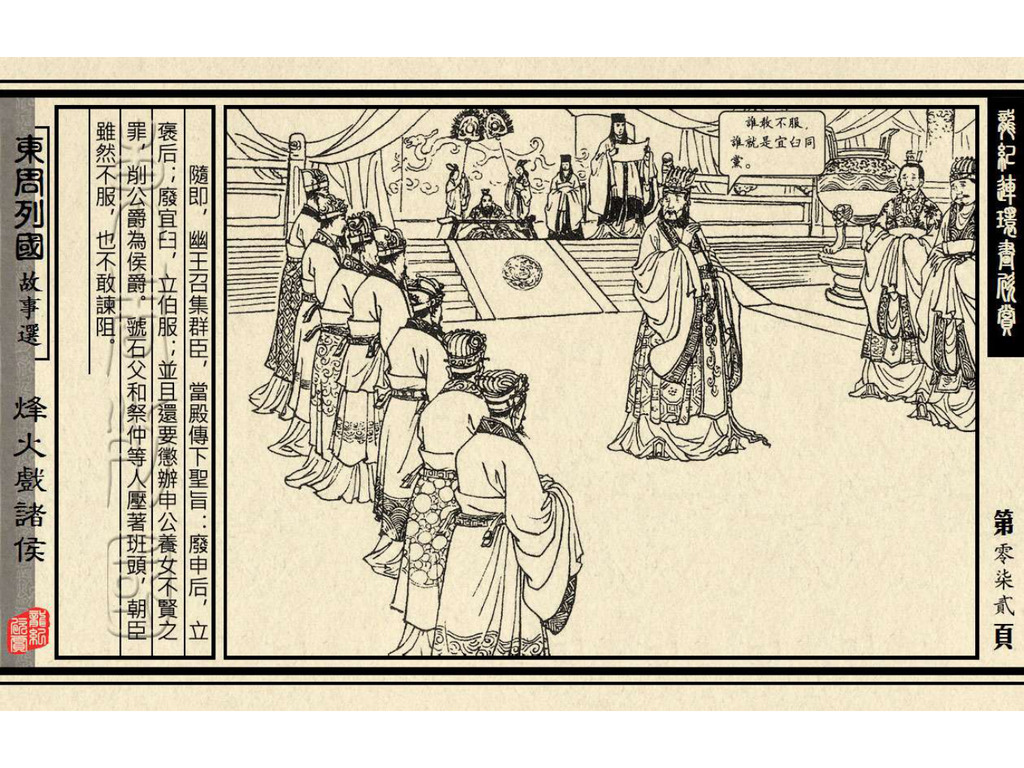 東周列國故事選
烽火戲諸侯
隨即，幽王召集群臣，當殿傳下聖旨：廢申后，立
褒后；廢宜臼，立伯服；並且還要懲辦申公養女不賢之
罪，削公爵為侯爵。號石父和祭仲等人壓著班頭，朝臣
雖然不服，也不敢諫阻。
誰敢不服，
誰就是宜臼同
黨。
龍紀連環畫欣賞
第零柒貳頁